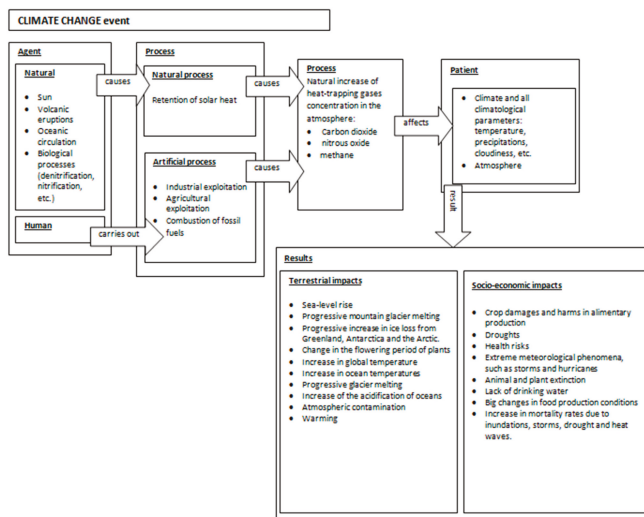 CLIMATE CHANGE event
Agent
Natural
• Sun
• Volcanic
eruptions
• Oceanic
circulation
• Biological
processes
(denitrification,
nitrification,
etc.)
Human
causes
carries out
Process
Natural process
Retention of solar heat
Artificial process
• Industrial exploitation
• Agricultural
exploitation
• Combustion of fossil
fuels
causes
causes
Process
Natural increase of
heat-trapping gases
concentration in the
atmosphere:
• Carbon dioxide
• nitrous oxide
• methane
affects
Patient
• Climate and all
climatological
parameters:
temperature,
precipitations,
cloudiness, etc.
• Atmosphere
result
Results
Terrestrial impacts
• Sea-level rise
• Progressive mountain glacier melting
• Progressive increase in ice loss from
Greenland, Antarctica and the Arctic.
• Change in the flowering period of plants
• Increase in global temperature
• Increase in ocean temperatures
• Progressive glacier melting
• Increase of the acidification of oceans
• Atmospheric contamination
• Warming
Socio-economic impacts
• Crop damages and harms in alimentary
production
• Droughts
• Health risks
• Extreme meteorological phenomena,
such as storms and hurricanes
• Animal and plant extinction
• Lack of drinking water
• Big changes in food production conditions
• Increase in mortality rates due to
inundations, storms, drought and heat
waves.